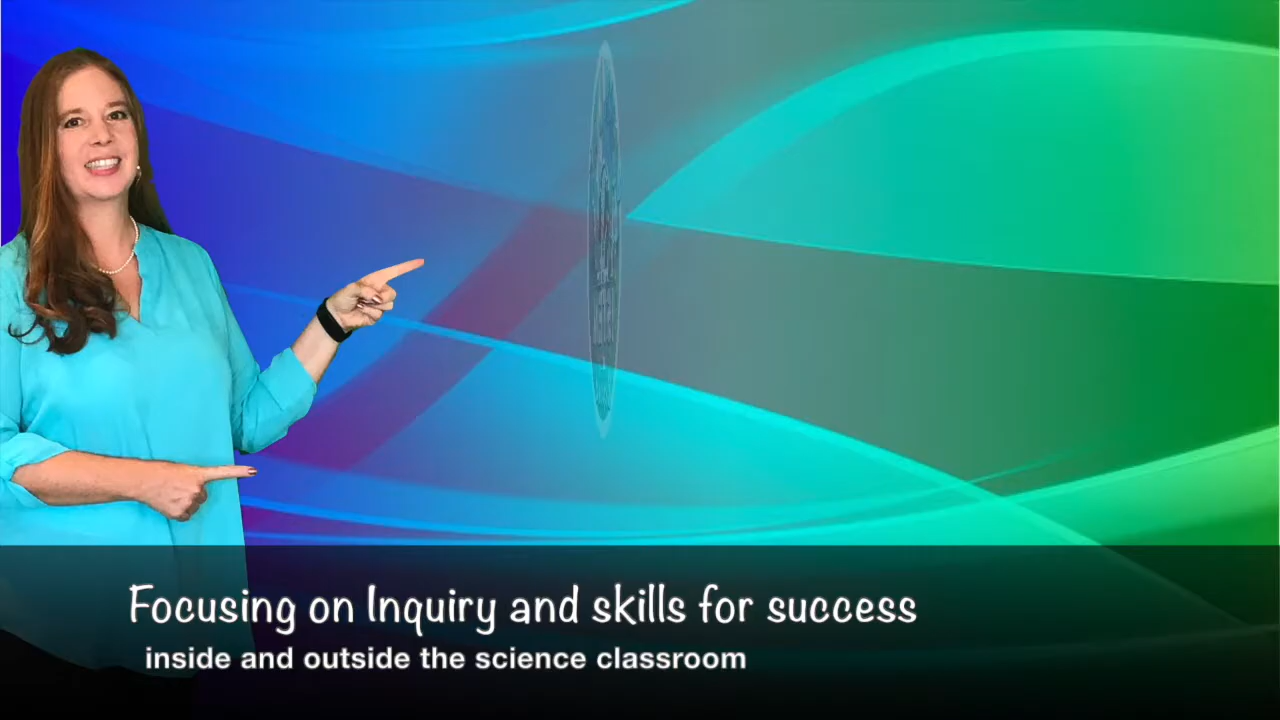 Focusing on Inquiry and skills for success
inside and outside the science classroom